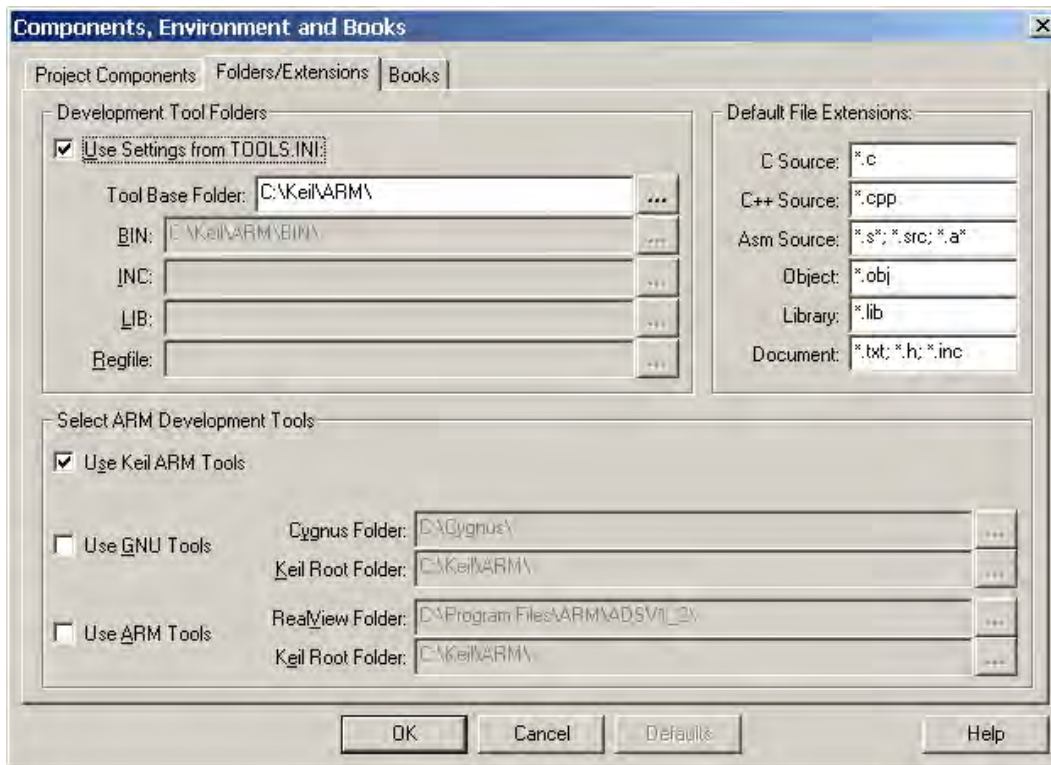 Components, Environment and Books
Project Components Folders/Extensions Books
Development Tool Folders
Use Settings from TOOLS.INI:
Tool Base Folder: C:\Keil\ARM\ ...
BIN: C:\Keil\ARM\BIN\ ...
INC: ...
LIB: ...
Regfile: ...
Default File Extensions:
C Source: *.c
C++ Source: *.cpp
Asm Source: *.s*; *.src; *.a*
Object: *.obj
Library: *.lib
Document: *.txt; *.h; *.inc
Select ARM Development Tools
Use Keil ARM Tools
Use GNU Tools
Cygnus Folder: C:\Cygnus\ ...
Keil Root Folder: C:\Keil\ARM\ ...
Use ARM Tools
RealView Folder: C:\Program Files\ARM\ADSV1_2\ ...
Keil Root Folder: C:\Keil\ARM\ ...
OK Cancel Defaults Help